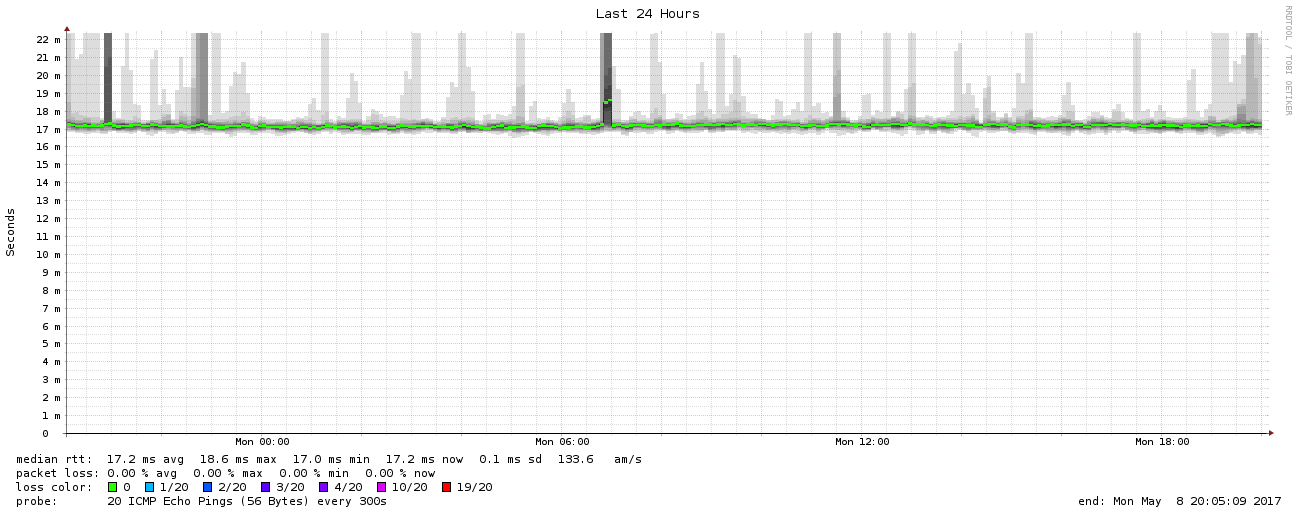 Last 24 Hours
RRDTOOL / TOBI OETIKER
Seconds
22 m
21 m
20 m
19 m
18 m
17 m
16 m
15 m
14 m
13 m
12 m
11 m
10 m
9 m
8 m
7 m
6 m
5 m
4 m
3 m
2 m
1 m
0
Mon 00:00 Mon 06:00 Mon 12:00 Mon 18:00
median rtt: 17.2 ms avg 18.6 ms max 17.0 ms min 17.2 ms now 0.1 ms sd 133.6 am/s
packet loss: 0.00 % avg 0.00 % max 0.00 % min 0.00 % now
loss color: 0 1/20 2/20 3/20 4/20 10/20 19/20
probe: 20 ICMP Echo Pings (56 Bytes) every 300s end: Mon May 8 20:05:09 2017